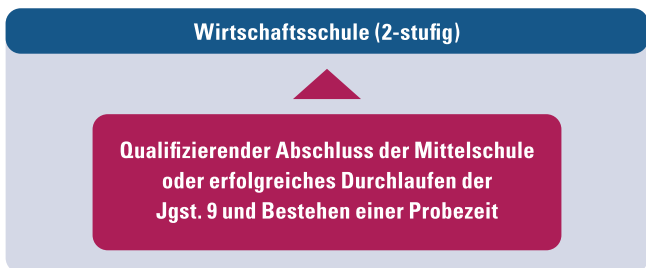 Wirtschaftsschule (2-stufig)
Qualifizierender Abschluss der Mittelschule
oder erfolgreiches Durchlaufen der
Jgst. 9 und Bestehen einer Probezeit